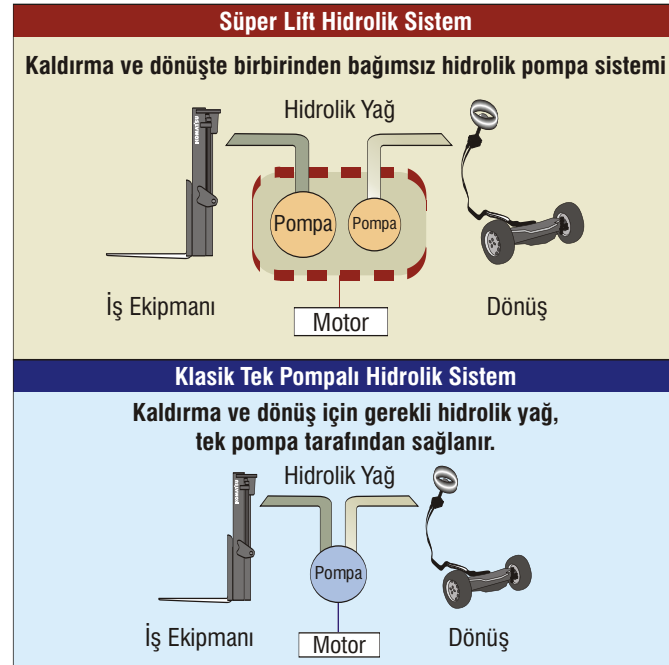 Süper Lift Hidrolik Sistem
Kaldırma ve dönüşte birbirinden bağımsız hidrolik pompa sistemi
Hidrolik Yağ
Pompa
Pompa
İş Ekipmanı
Motor
Dönüş
Klasik Tek Pompalı Hidrolik Sistem
Kaldırma ve dönüş için gerekli hidrolik yağ,
tek pompa tarafından sağlanır.
Hidrolik Yağ
Pompa
İş Ekipmanı
Motor
Dönüş